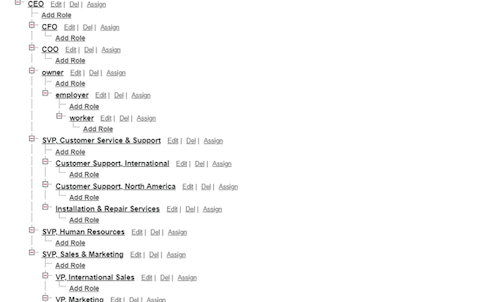 CEO Edit | Del | Assign
Add Role
CFO Edit | Del | Assign
Add Role
COO Edit | Del | Assign
Add Role
owner Edit | Del | Assign
Add Role
employer Edit | Del | Assign
Add Role
worker Edit | Del | Assign
Add Role
SVP, Customer Service & Support Edit | Del | Assign
Add Role
Customer Support, International Edit | Del | Assign
Add Role
Customer Support, North America Edit | Del | Assign
Add Role
Installation & Repair Services Edit | Del | Assign
Add Role
SVP, Human Resources Edit | Del | Assign
Add Role
SVP, Sales & Marketing Edit | Del | Assign
Add Role
VP, International Sales Edit | Del | Assign
Add Role
VP, Marketing Edit | Del | Assign